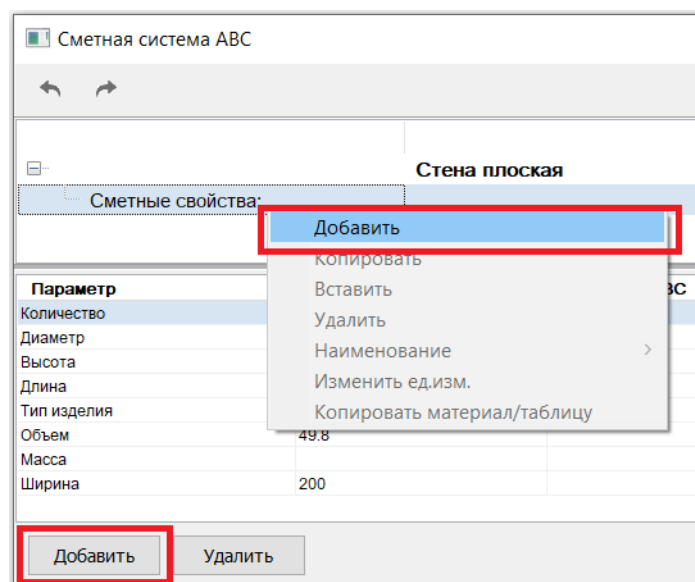 Сметная система ABC
Стена плоская
Сметные свойства:
Добавить
Копировать
Вставить
Удалить
Наименование
Изменить ед.изм.
Копировать материал/таблицу
Параметр
Количество
Диаметр
Высота
Длина
Тип изделия
Объем 49.8
Масса
Ширина 200
Добавить Удалить